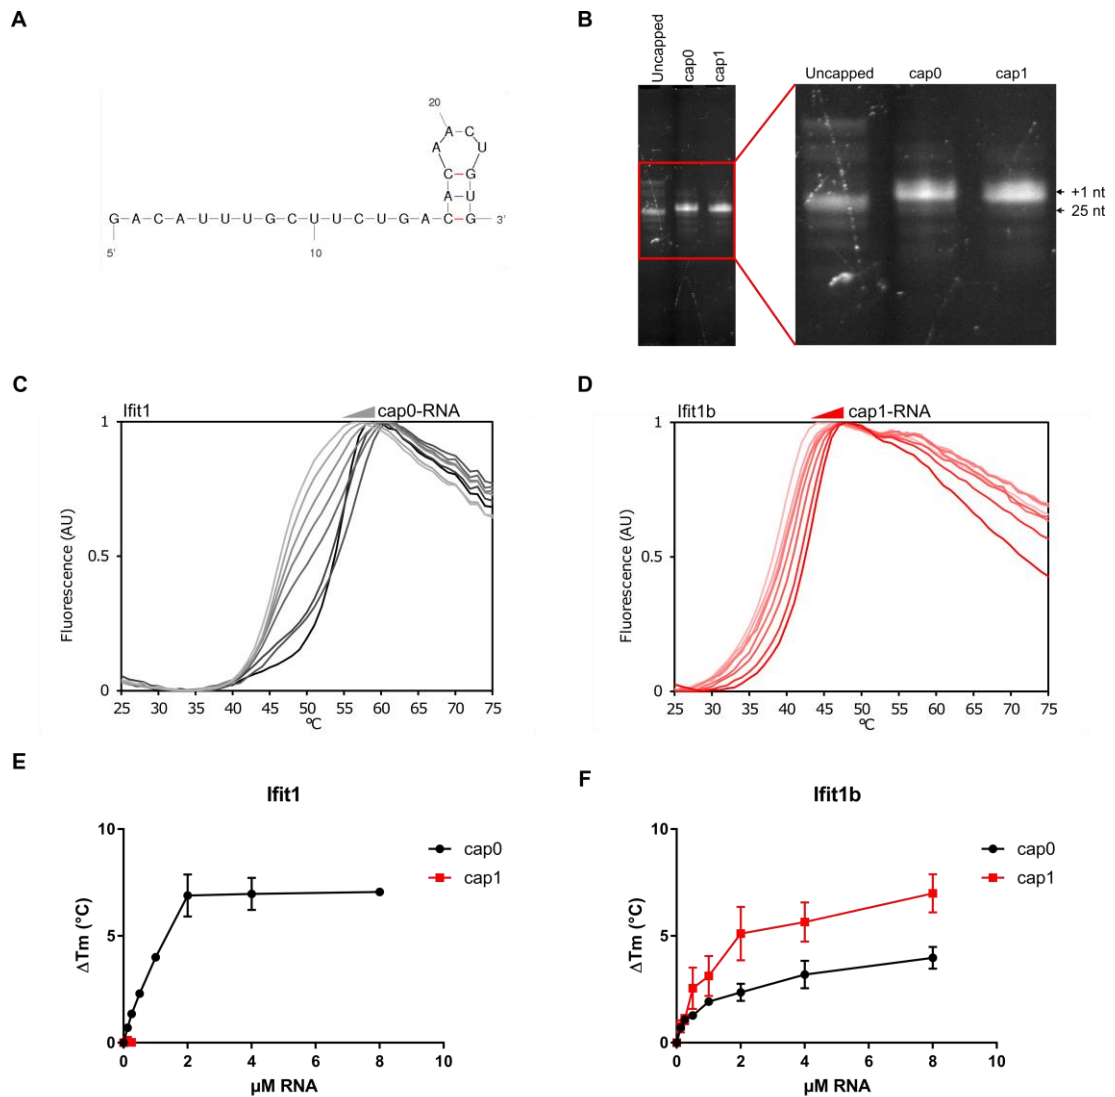 A
20
A
C
A
U
A
C
G
A
U
G A C A U U U G C U U C U G A C G 3'
5'
10
B
Uncapped
cap0
cap1
Uncapped cap0 cap1
+1 nt
25 nt
C
Ifit1
cap0-RNA
1
0.5
0
Fluorescence (AU)
25 30 35 40 45 50 55 60 65 70 75
ºC
D
Ifit1b
cap1-RNA
1
0.5
0
Fluorescence (AU)
25 30 35 40 45 50 55 60 65 70 75
ºC
E
Ifit1
10
5
0
ΔTm (°C)
0 2 4 6 8 10
µM RNA
cap0
cap1
F
Ifit1b
10
5
0
ΔTm (°C)
0 2 4 6 8 10
µM RNA
cap0
cap1